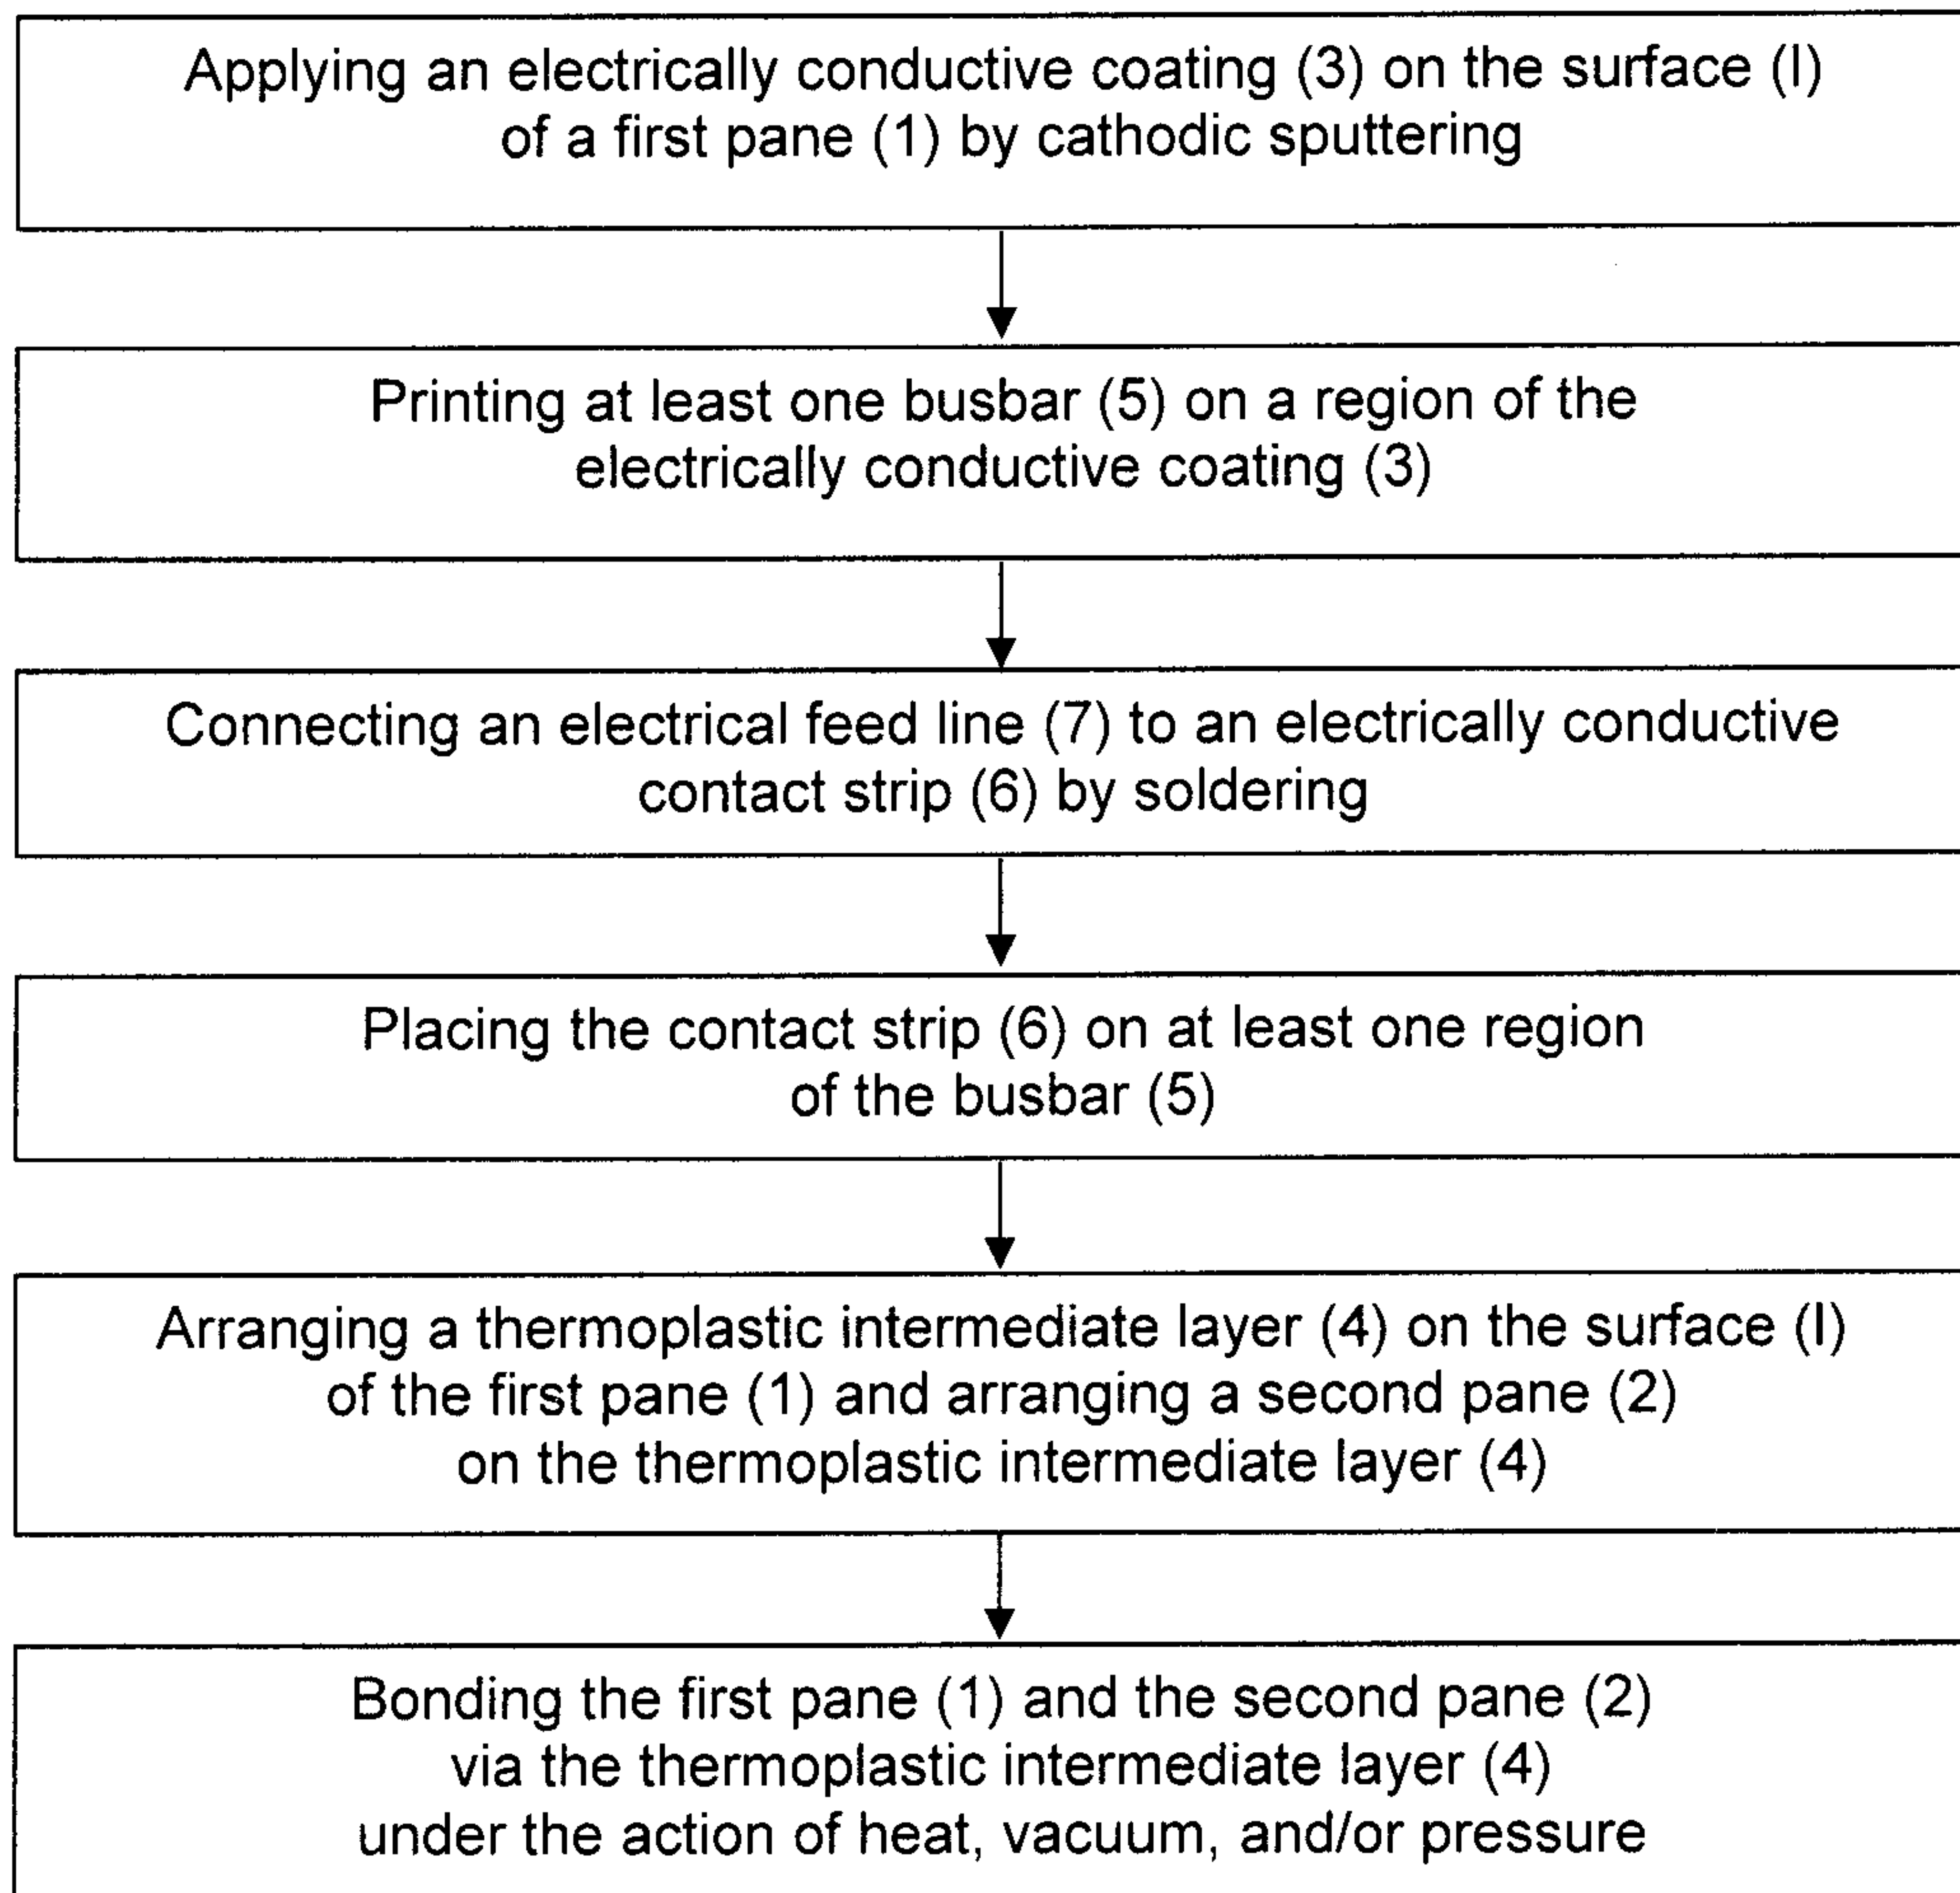 Applying an electrically conductive coating (3) on the surface (I)
of a first pane (1) by cathodic sputtering
Printing at least one busbar (5) on a region of the
electrically conductive coating (3)
Connecting an electrical feed line (7) to an electrically conductive
contact strip (6) by soldering
Placing the contact strip (6) on at least one region
of the busbar (5)
Arranging a thermoplastic intermediate layer (4) on the surface (I)
of the first pane (1) and arranging a second pane (2)
on the thermoplastic intermediate layer (4)
Bonding the first pane (1) and the second pane (2)
via the thermoplastic intermediate layer (4)
under the action of heat, vacuum, and/or pressure